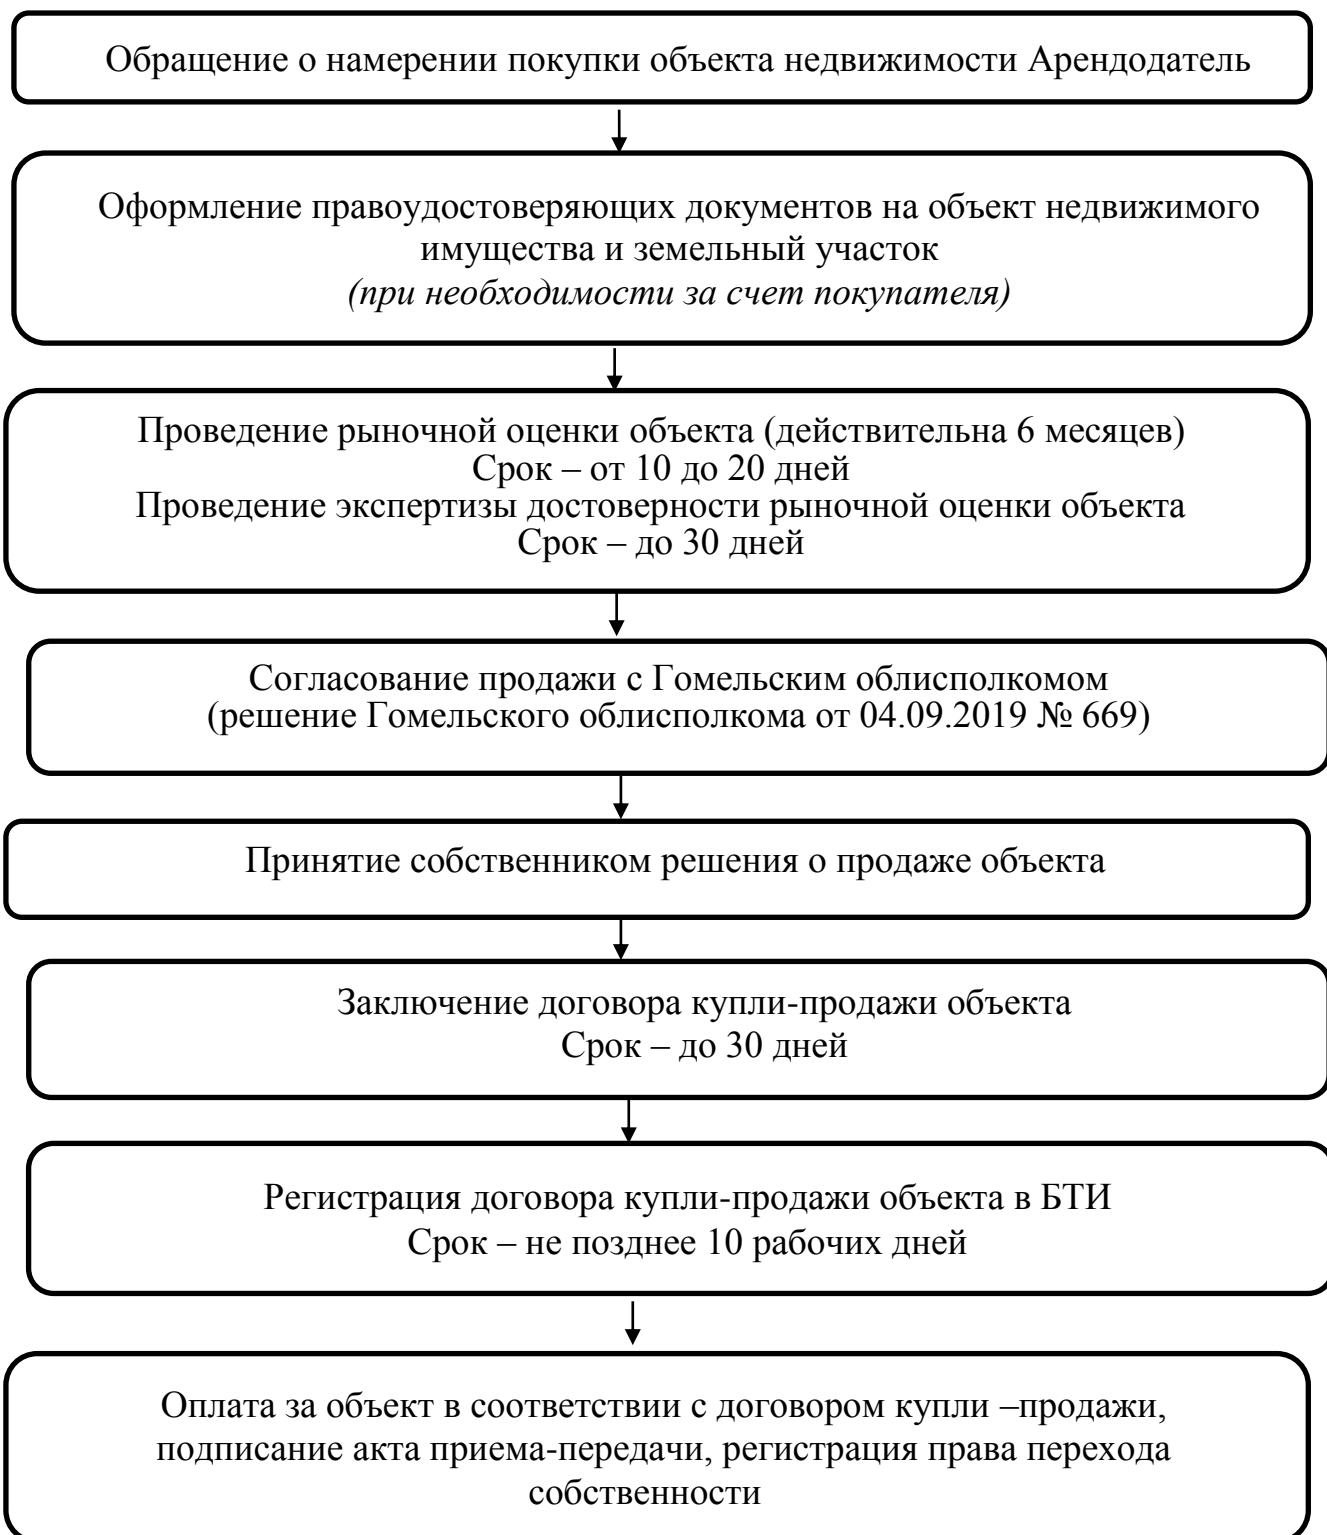 Обращение о намерении покупки объекта недвижимости Арендодатель
Оформление правоудостоверяющих документов на объект недвижимого
имущества и земельный участок
(при необходимости за счет покупателя)
Проведение рыночной оценки объекта (действительна 6 месяцев)
Срок – от 10 до 20 дней
Проведение экспертизы достоверности рыночной оценки объекта
Срок – до 30 дней
Согласование продажи с Гомельским облисполкомом
(решение Гомельского облисполкома от 04.09.2019 № 669)
Принятие собственником решения о продаже объекта
Заключение договора купли-продажи объекта
Срок – до 30 дней
Регистрация договора купли-продажи объекта в БТИ
Срок – не позднее 10 рабочих дней
Оплата за объект в соответствии с договором купли –продажи,
подписание акта приема-передачи, регистрация права перехода
собственности